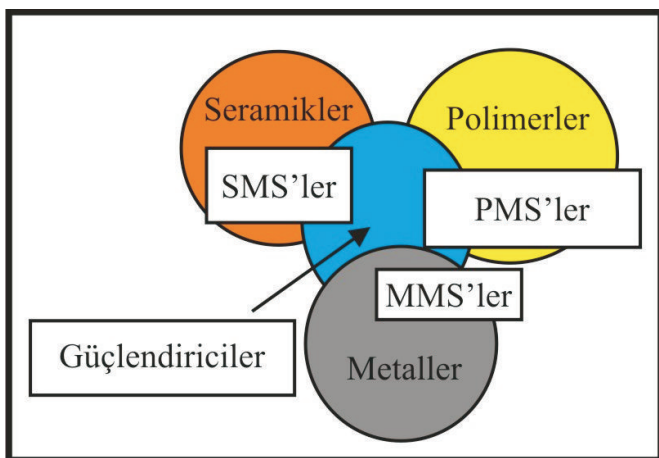 Seramikler
Polimerler
SMS’ler
PMS’ler
MMS’ler
Güçlendiriciler
Metaller